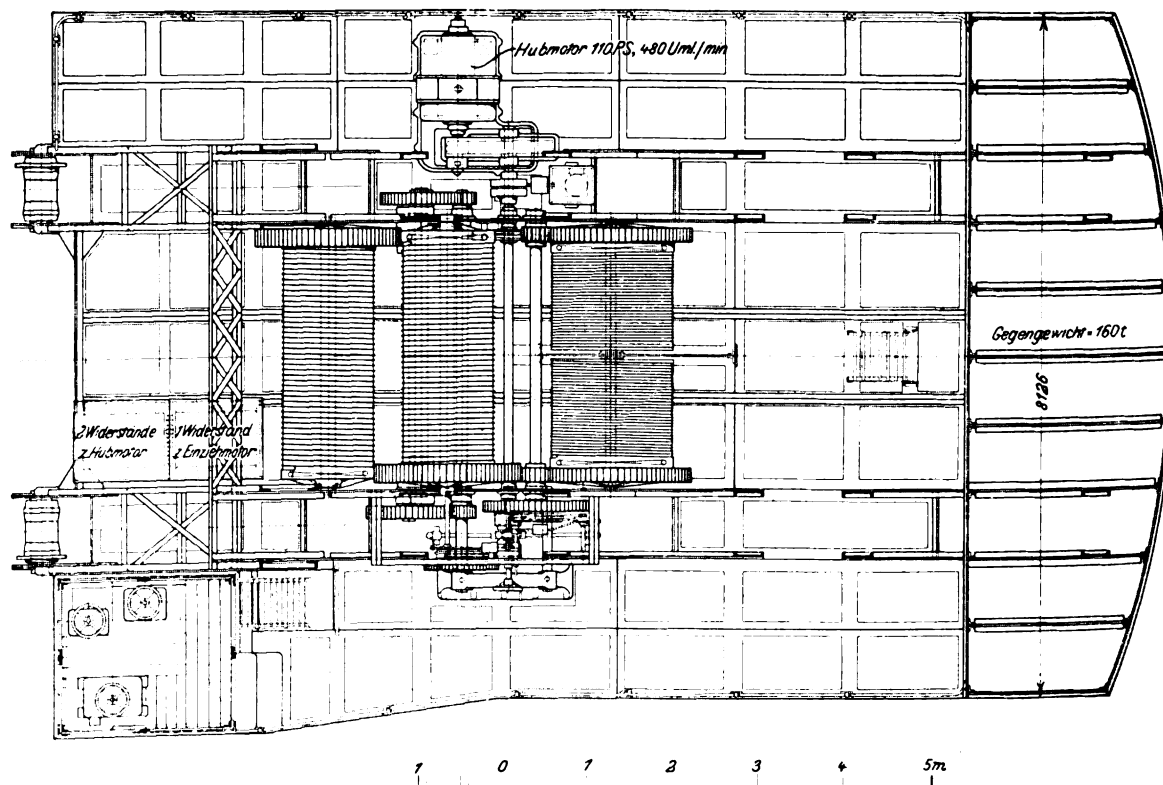 Hubmotor 110 PS, 480 Uml./min
Gegengewicht = 160 t
8126
2 Widerstände
z. Hubmotor
1 Widerstand
z. Einziehmotor
1 0 1 2 3 4 5m